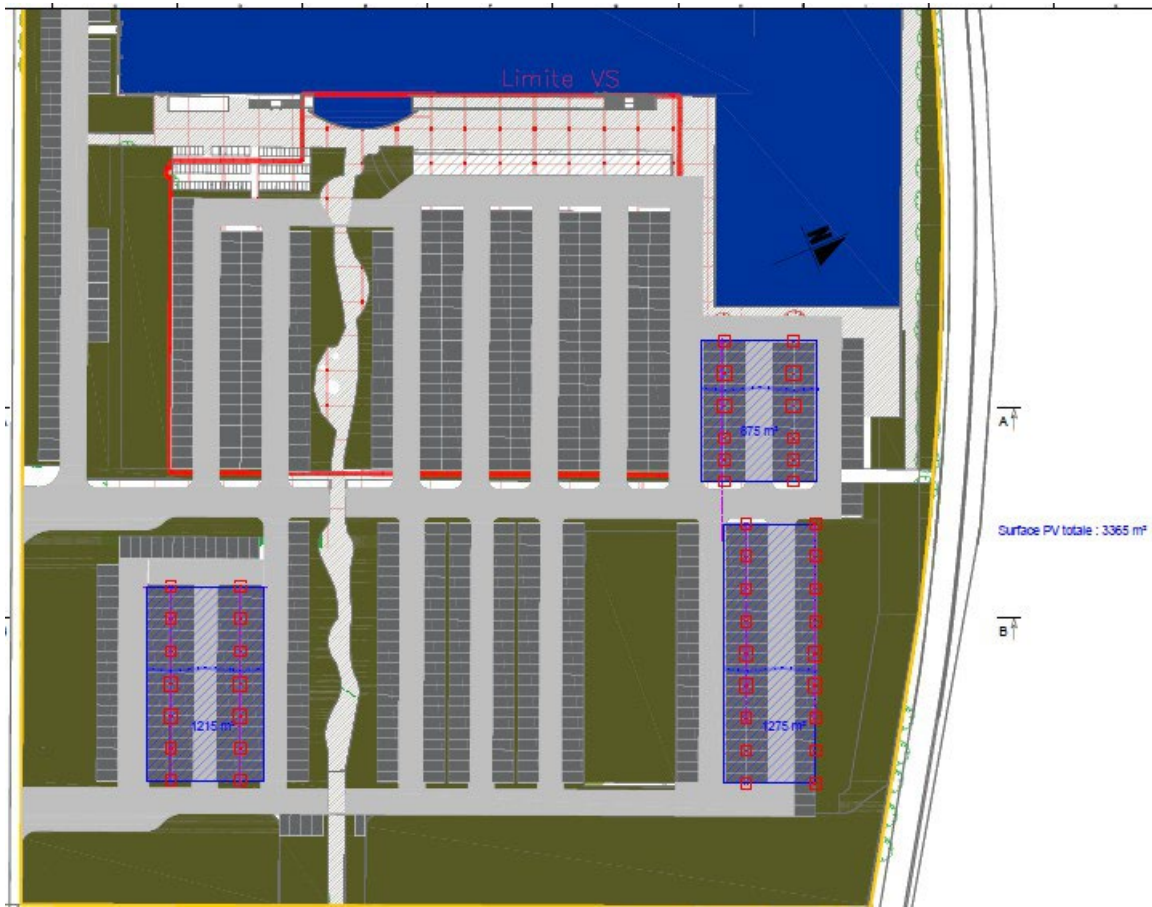 Limite VS
N
A
875 m²
Surface PV totale : 3365 m²
B
1215 m²
1275 m²